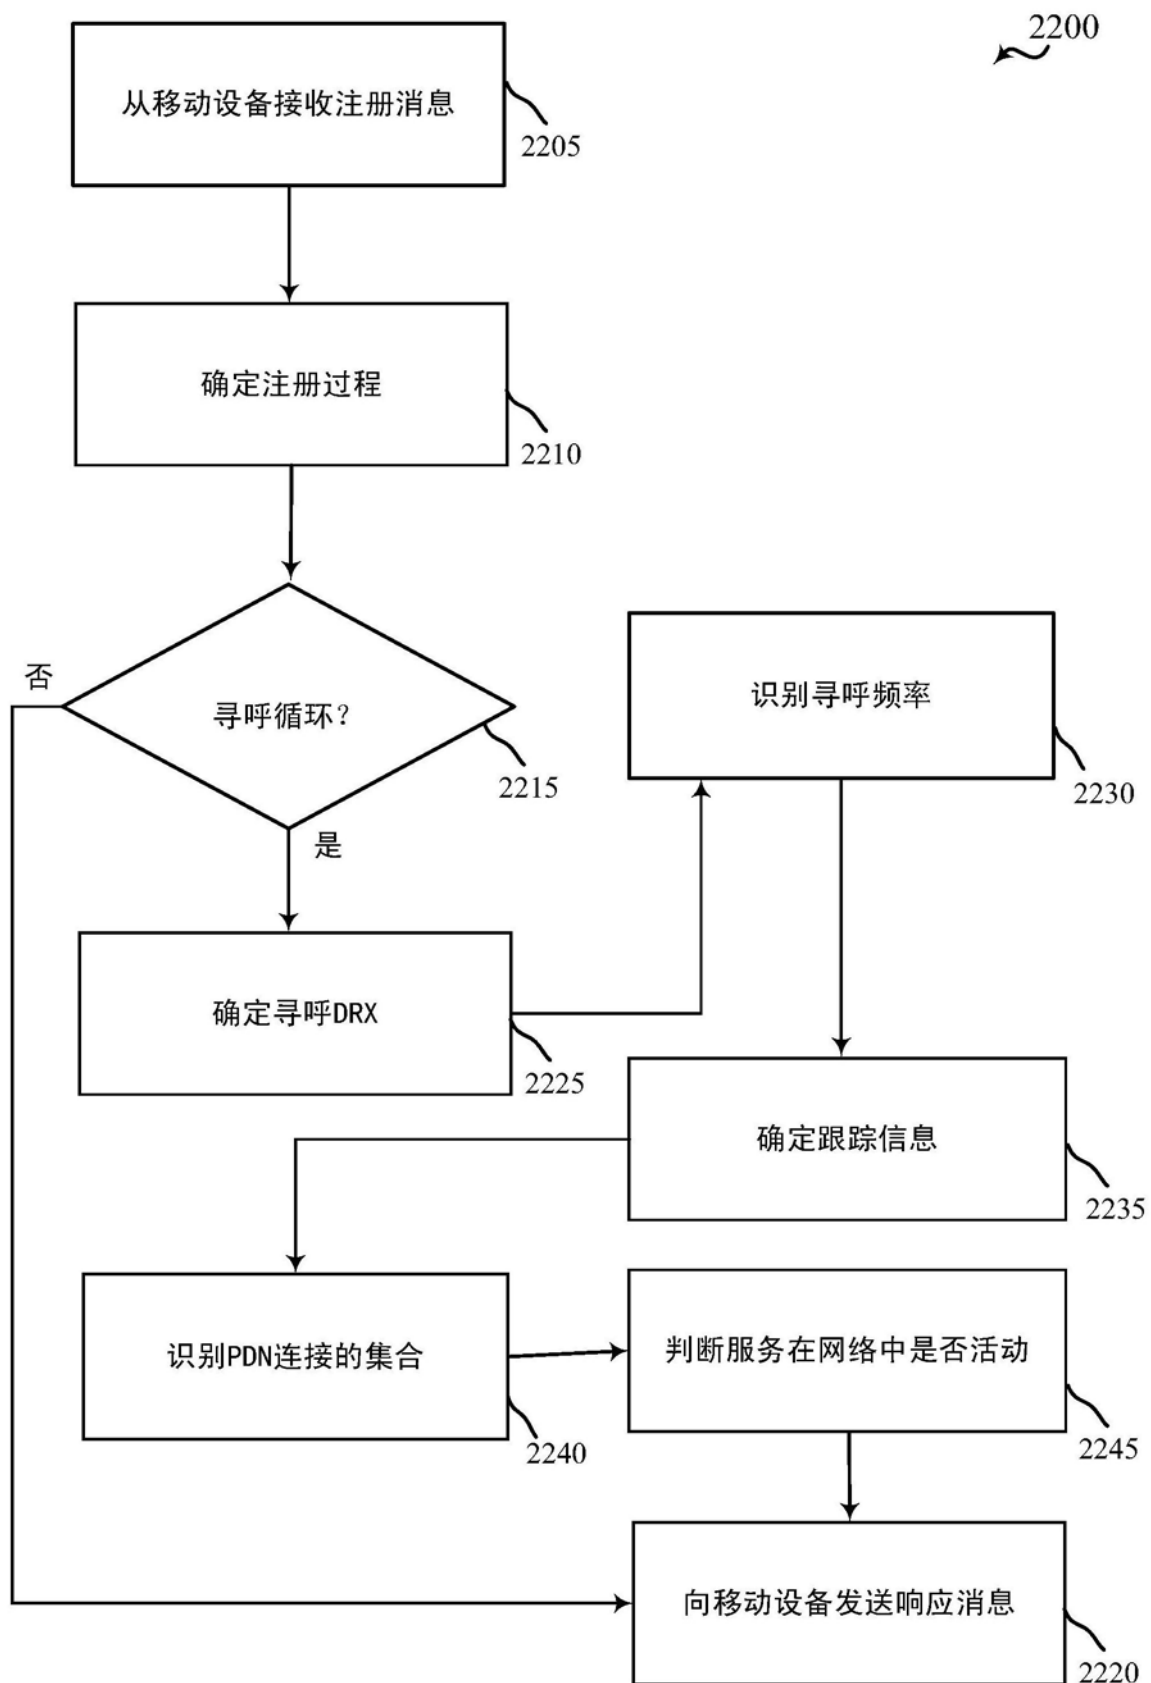 2200
从移动设备接收注册消息
2205
确定注册过程
2210
否
寻呼循环？
2215
是
识别寻呼频率
2230
确定寻呼DRX
2225
确定跟踪信息
2235
识别PDN连接的集合
2240
判断服务在网络中是否活动
2245
向移动设备发送响应消息
2220